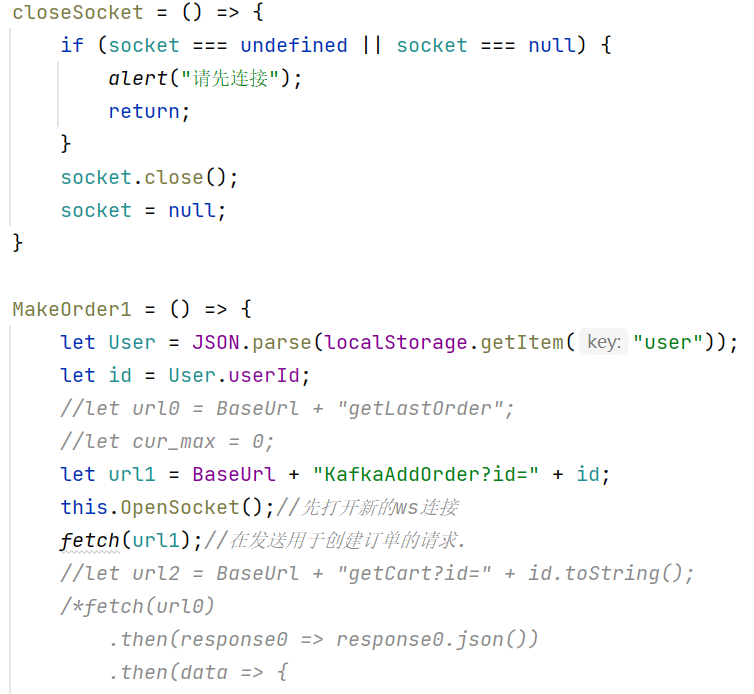 closeSocket = () => {
    if (socket === undefined || socket === null) {
        alert("请先连接");
        return;
    }
    socket.close();
    socket = null;
}

MakeOrder1 = () => {
    let User = JSON.parse(localStorage.getItem( key: "user"));
    let id = User.userId;
    //let url0 = BaseUrl + "getLastOrder";
    //let cur_max = 0;
    let url1 = BaseUrl + "KafkaAddOrder?id=" + id;
    this.OpenSocket();//先打开新的ws连接
    fetch(url1);//在发送用于创建订单的请求.
    //let url2 = BaseUrl + "getCart?id=" + id.toString();
    /*fetch(url0)
        .then(response0 => response0.json())
        .then(data => {